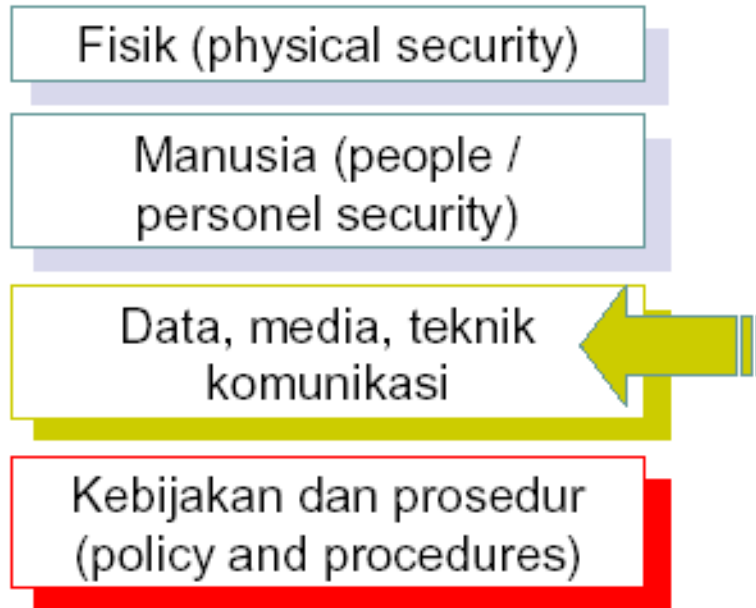 Fisik (physical security)
Manusia (people /
personel security)
Data, media, teknik
komunikasi
Kebijakan dan prosedur
(policy and procedures)